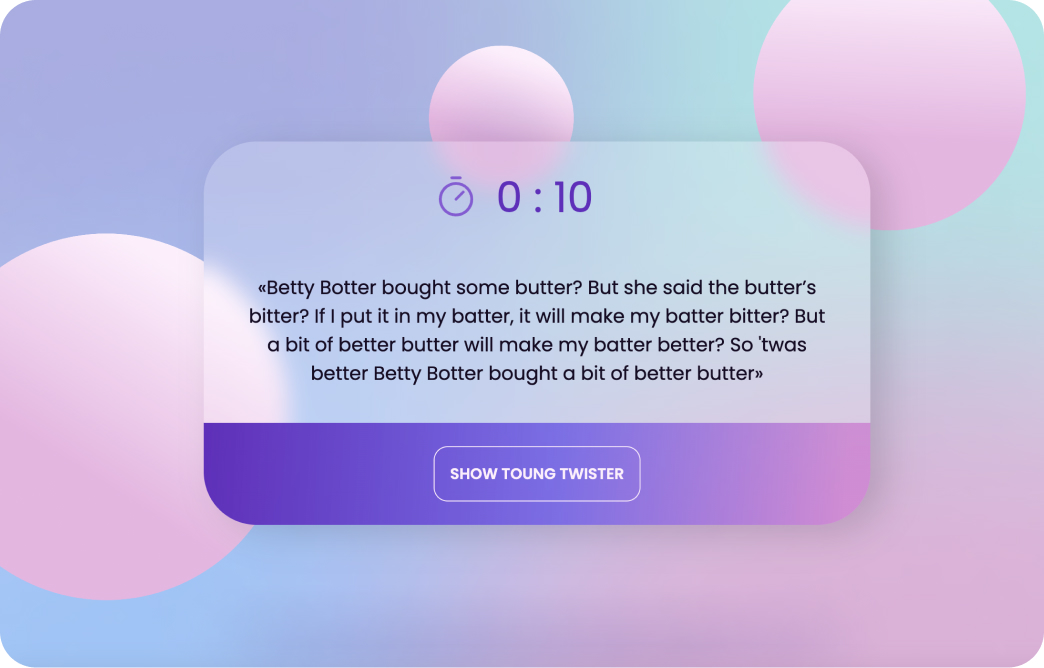 0 : 10
«Betty Botter bought some butter? But she said the butter’s
bitter? If I put it in my batter, it will make my batter bitter? But
a bit of better butter will make my batter better? So 'twas
better Betty Botter bought a bit of better butter»
SHOW TOUNG TWISTER